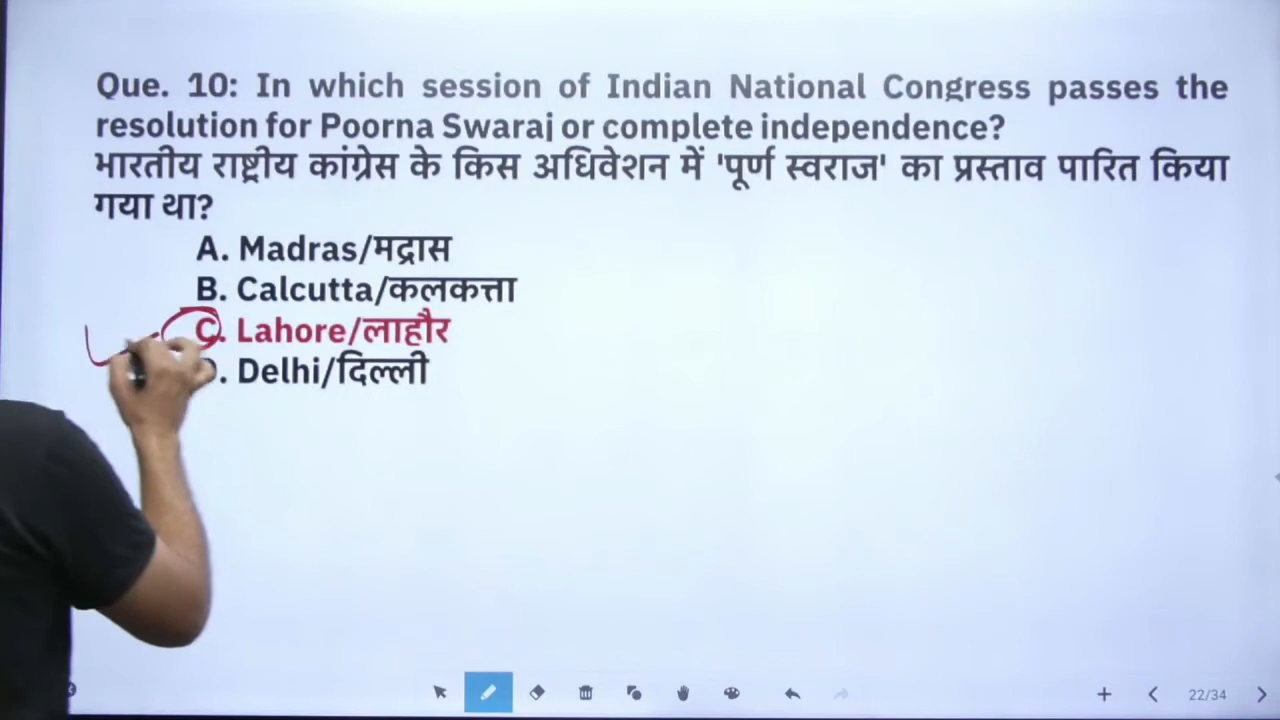 Que. 10: In which session of Indian National Congress passes the
resolution for Poorna Swaraj or complete independence?
भारतीय राष्ट्रीय कांग्रेस के किस अधिवेशन में 'पूर्ण स्वराज' का प्रस्ताव पारित किया
गया था?
A. Madras/मद्रास
B. Calcutta/कलकत्ता
C. Lahore/लाहौर
D. Delhi/दिल्ली
22/34